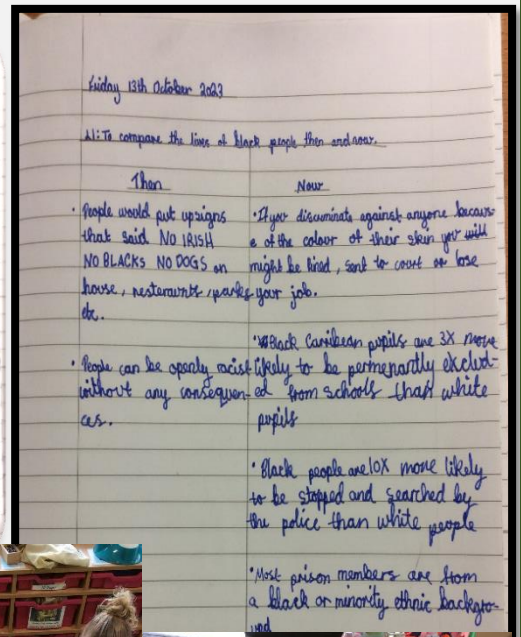 Friday 13th October 2023
LI: To compare the lives of black people then and now.
Then
• People would put up signs
that said NO IRISH
NO BLACKS NO DOGS on
house, resteraunts, parks
etc.
• People can be openly racist
without any consequen-
ces.
Now
• If you discriminate against anyone becaus
e of the colour of their skin you will
might be fined, sent to court or lose
your job.
• Black Carribean pupils are 3X more
likely to be permenantly exclud-
ed from schools than white
pupils
• Black people are 10X more likely
to be stopped and searched by
the police than white people
• Most prison members are from
a black or minority ethnic backgro-
und